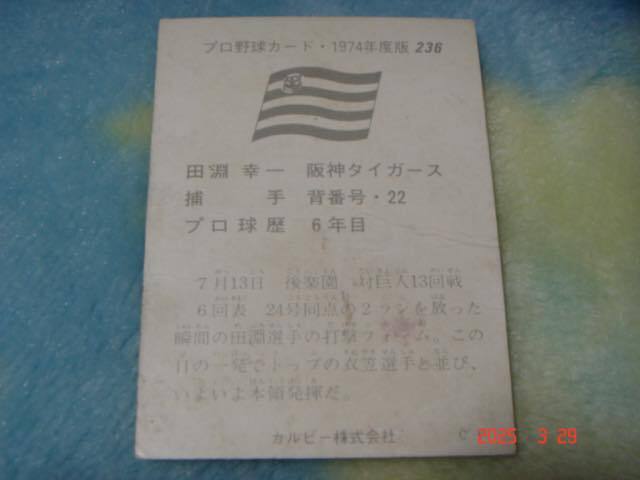 プロ野球カード・1974年度版 236
田淵 幸一 阪神タイガース
捕 手 背番号・22
プロ球歴 6年目
7月13日 後楽園 対巨人13回戦
6回表 24号同点の2ランを放った
瞬間の田淵選手の打撃フォーム。この
日の一発でトップの衣笠選手と並び、
いよいよ本領発揮だ。
カルビー株式会社 C
2025 3 29